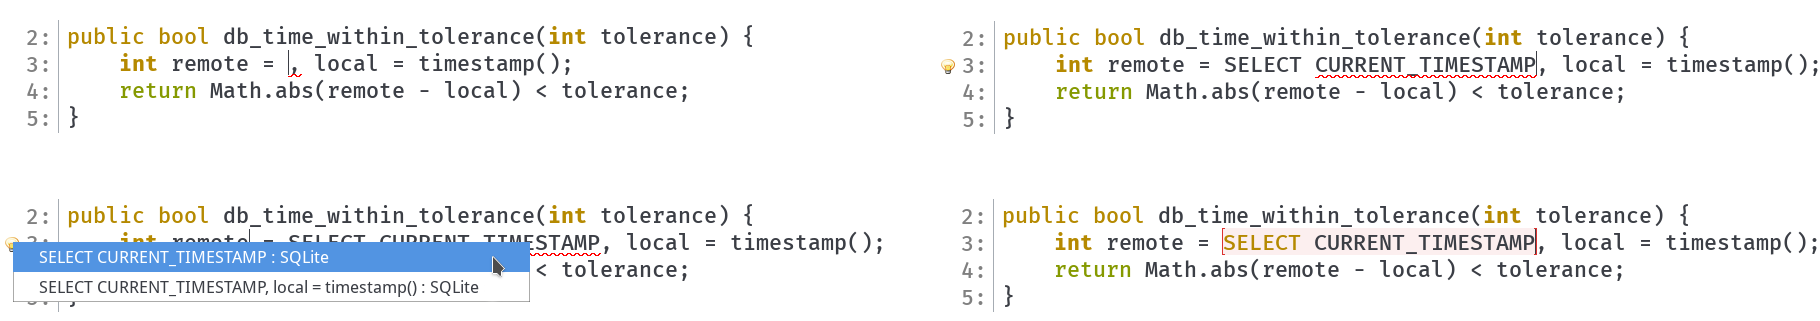 2: public bool db_time_within_tolerance(int tolerance) {
3: int remote = , local = timestamp();
4: return Math.abs(remote - local) < tolerance;
5: }
2: public bool db_time_within_tolerance(int tolerance) {
3: int remote = SELECT CURRENT_TIMESTAMP, local = timestamp();
4: return Math.abs(remote - local) < tolerance;
5: }
2: public bool db_time_within_tolerance(int tolerance) {
3: int remote = SELECT CURRENT_TIMESTAMP, local = timestamp();
SELECT CURRENT_TIMESTAMP : SQLite
< tolerance;
SELECT CURRENT_TIMESTAMP, local = timestamp() : SQLite
5: }
2: public bool db_time_within_tolerance(int tolerance) {
3: int remote = SELECT CURRENT_TIMESTAMP, local = timestamp();
4: return Math.abs(remote - local) < tolerance;
5: }